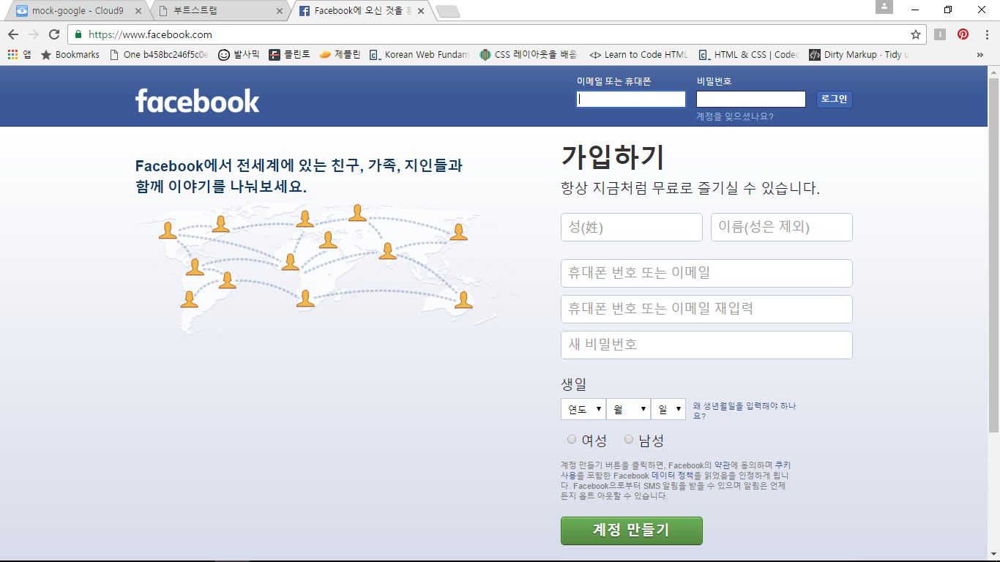 mock-google - Cloud9
부트스트랩
Facebook에 오신 것을
https://www.facebook.com
앱 Bookmarks One b458bc246f5c0 발사믹 플린토 제플린 Korean Web Fundam CSS 레이아웃을 배움 Learn to Code HTML HTML & CSS | Codec Dirty Markup · Tidy u »
facebook
이메일 또는 휴대폰
비밀번호
로그인
계정을 잊으셨나요?
Facebook에서 전세계에 있는 친구, 가족, 지인들과
함께 이야기를 나눠보세요.
가입하기
항상 지금처럼 무료로 즐기실 수 있습니다.
성(姓)
이름(성은 제외)
휴대폰 번호 또는 이메일
휴대폰 번호 또는 이메일 재입력
새 비밀번호
생일
연도 월 일
왜 생년월일을 입력해야 하나
요?
여성 남성
계정 만들기 버튼을 클릭하면, Facebook의 약관에 동의하며 쿠키
사용을 포함한 Facebook 데이터 정책을 읽었음을 인정하게 됩니
다. Facebook으로부터 SMS 알림을 받을 수 있으며 알림은 언제
든지 옵트 아웃할 수 있습니다.
계정 만들기